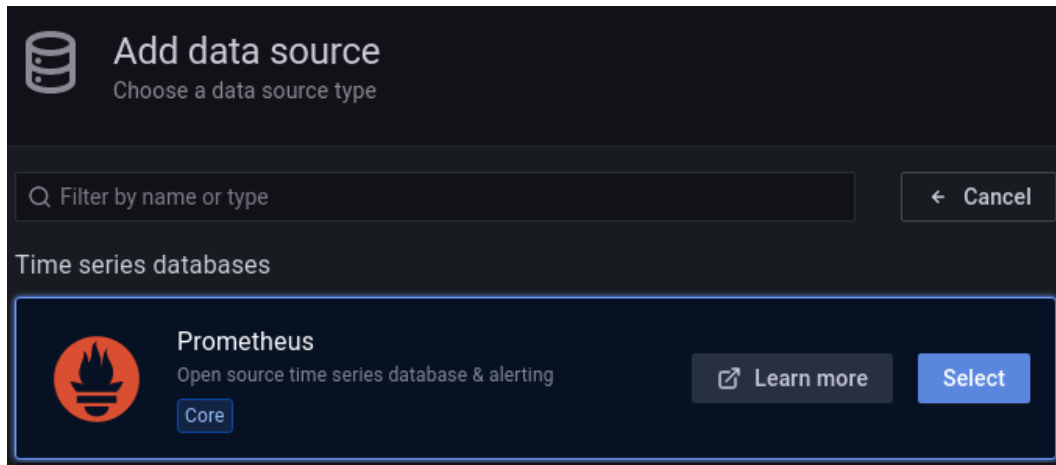 Add data source
Choose a data source type
Filter by name or type
Cancel
Time series databases
Prometheus
Open source time series database & alerting
Learn more
Select
Core